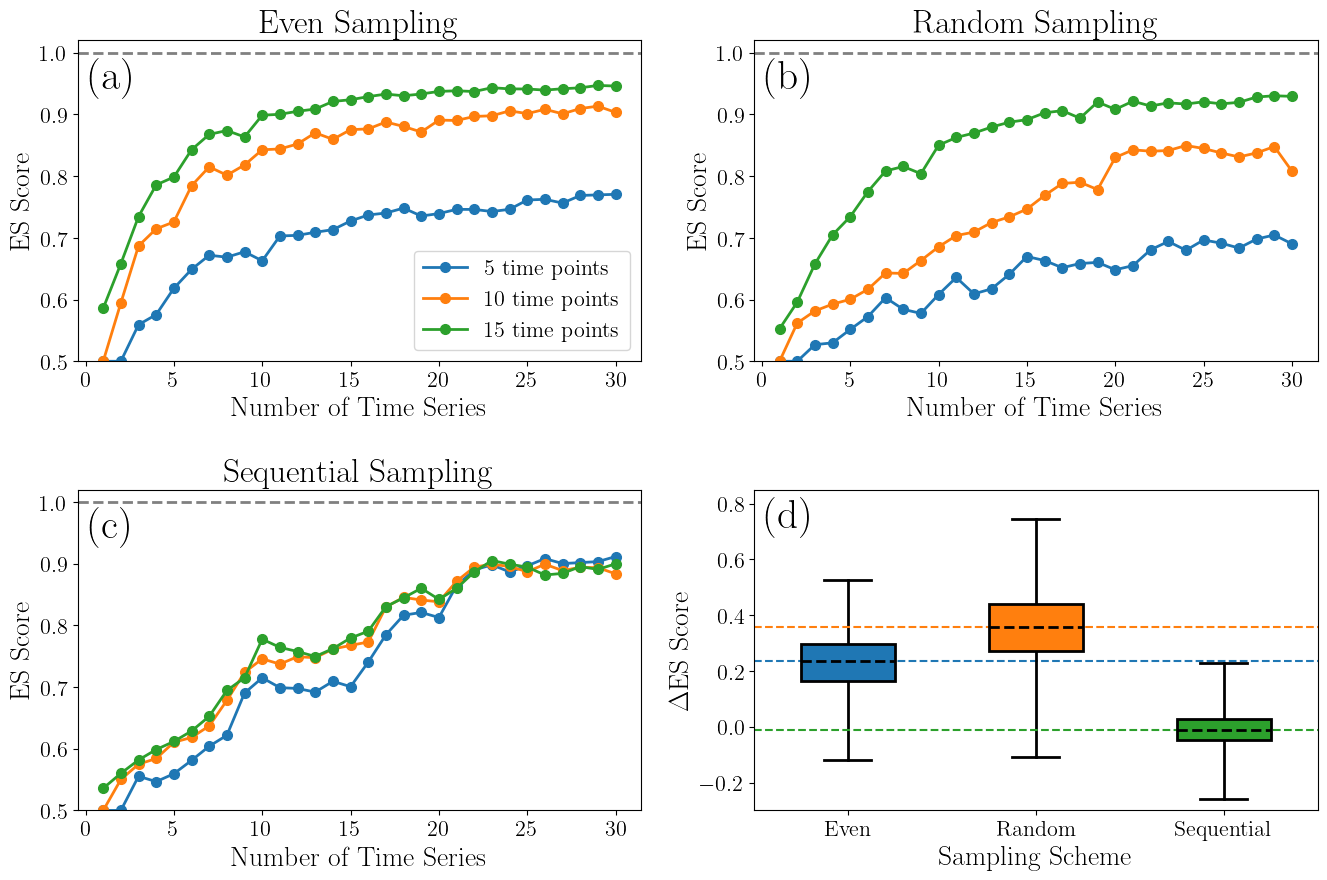 Even Sampling
(a)
ES Score
1.0
0.9
0.8
0.7
0.6
0.5
5 time points
10 time points
15 time points
0 5 10 15 20 25 30
Number of Time Series
Random Sampling
(b)
ES Score
1.0
0.9
0.8
0.7
0.6
0.5
0 5 10 15 20 25 30
Number of Time Series
Sequential Sampling
(c)
ES Score
1.0
0.9
0.8
0.7
0.6
0.5
0 5 10 15 20 25 30
Number of Time Series
(d)
ΔES Score
0.8
0.6
0.4
0.2
0.0
−0.2
Even Random Sequential
Sampling Scheme